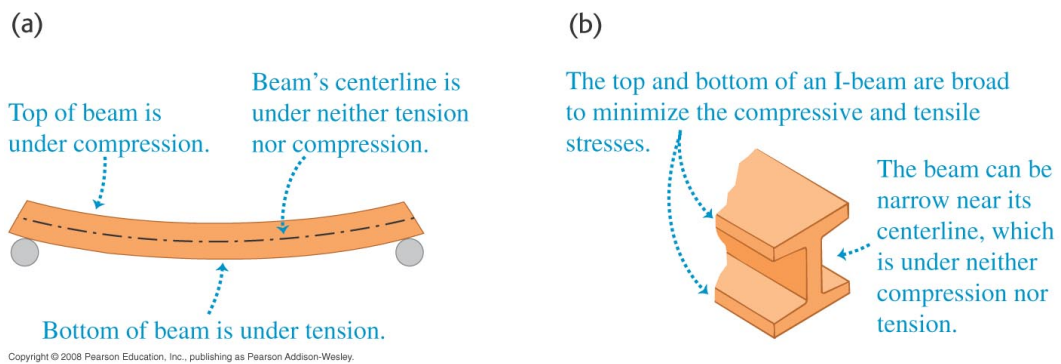 (a)
Top of beam is
under compression.
Beam's centerline is
under neither tension
nor compression.
Bottom of beam is under tension.
(b)
The top and bottom of an I-beam are broad
to minimize the compressive and tensile
stresses.
The beam can be
narrow near its
centerline, which
is under neither
compression nor
tension.
Copyright © 2008 Pearson Education, Inc., publishing as Pearson Addison-Wesley.